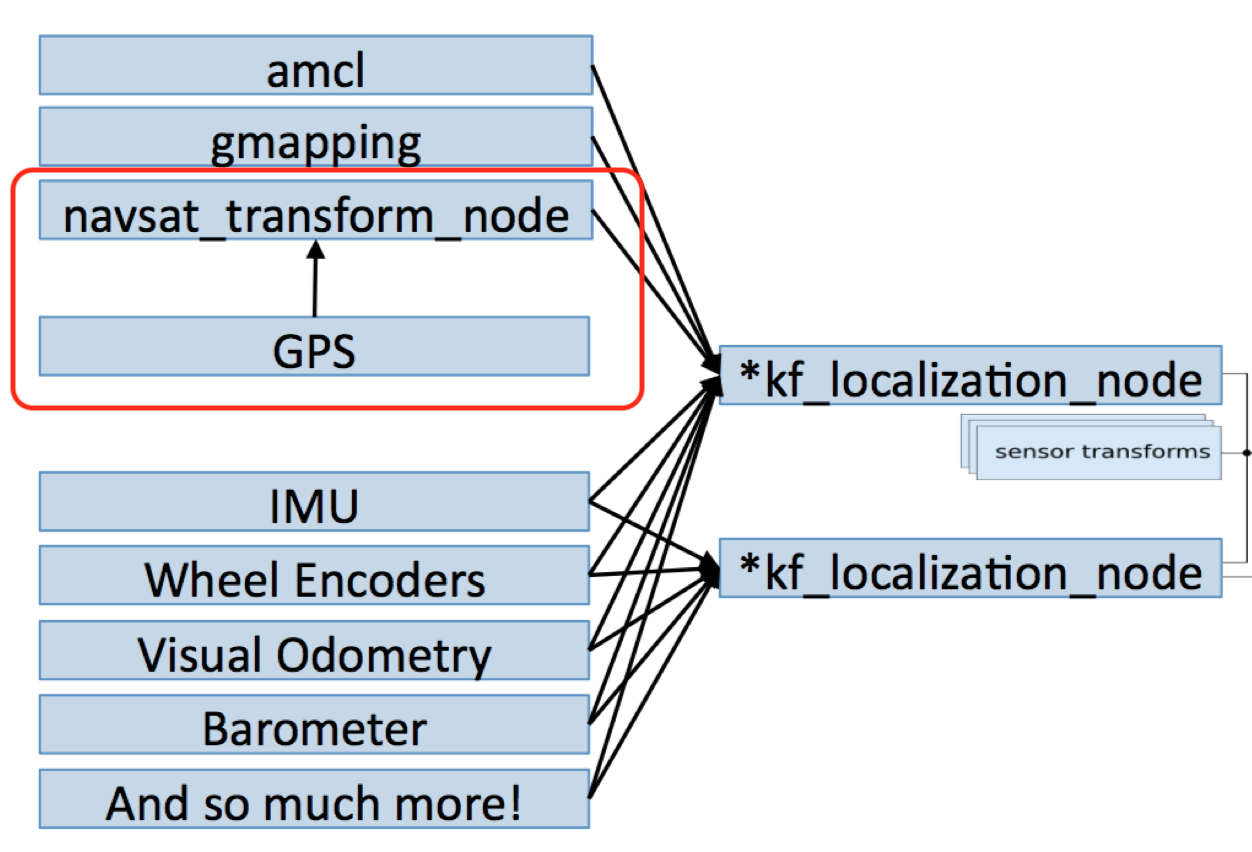 amcl
gmapping
navsat_transform_node
GPS
*kf_localization_node
sensor transforms
IMU
Wheel Encoders
*kf_localization_node
Visual Odometry
Barometer
And so much more!